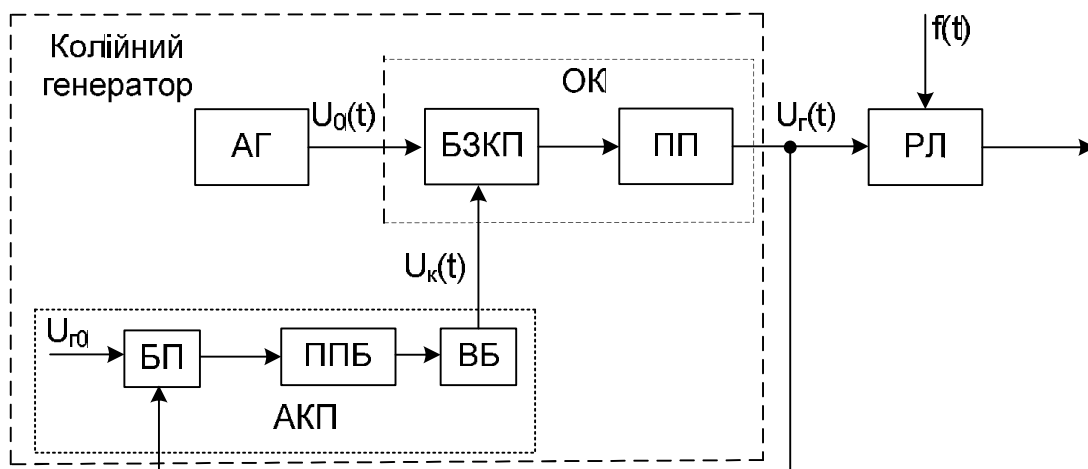 Колійний
генератор
f(t)
ОК
U₀(t)
Uг(t)
АГ
БЗКП
ПП
РЛ
Uк(t)
Uг0
БП
ППБ
ВБ
АКП